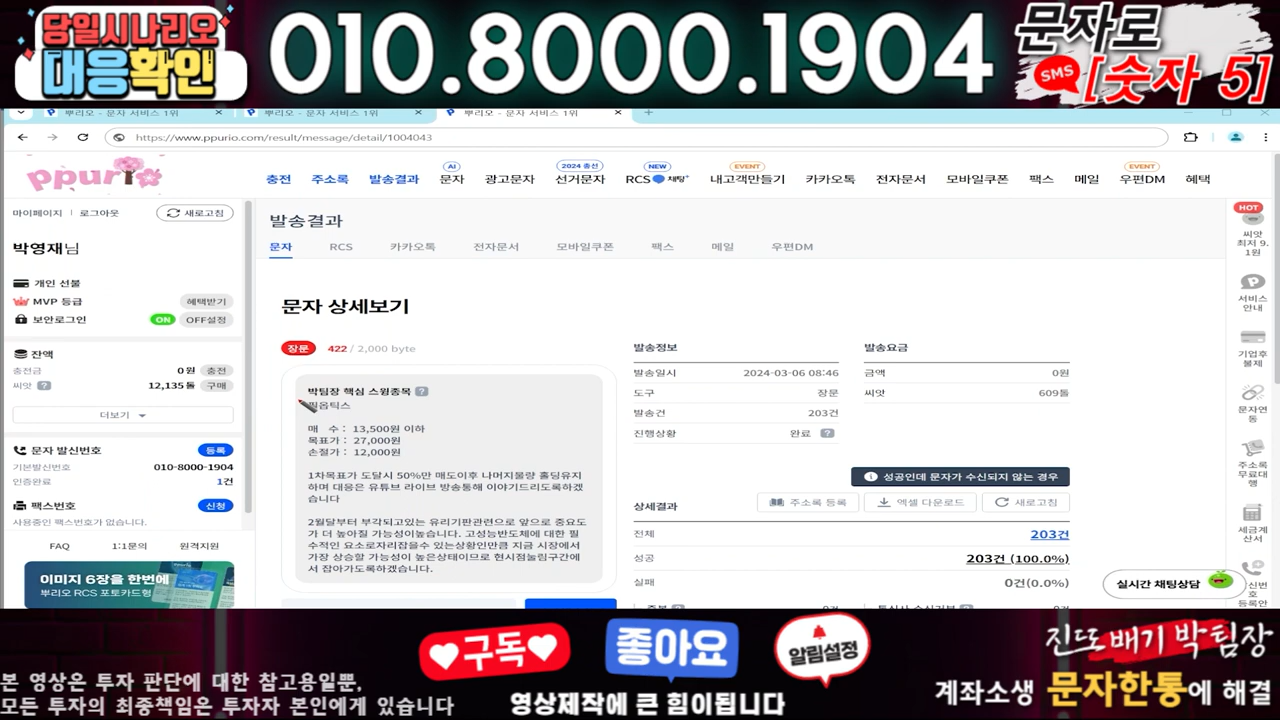 당일시나리오
대응확인
010.8000.1904
문자로
SMS [숫자 5]
뿌리오 - 문자 서비스 1위
뿌리오 - 문자 서비스 1위
뿌리오 - 문자 서비스 1위
https://www.ppurio.com/result/message/detail/1004043
ppurio
충전 주소록 발송결과 AI 문자 광고문자 2024 총선 선거문자 NEW RCS 채팅+ EVENT 내고객만들기 카카오톡 전자문서 모바일쿠폰 팩스 메일 EVENT 우편DM 혜택
마이페이지 | 로그아웃 새로고침
박영재님
개인 선불
MVP 등급 혜택받기
보안로그인 ON OFF설정
잔액
충전금 0원 충전
씨앗 ? 12,135톨 구매
더보기
문자 발신번호 등록
기본발신번호 010-8000-1904
인증완료 1건
팩스번호 신청
사용중인 팩스번호가 없습니다.
FAQ 1:1문의 원격지원
이미지 6장을 한번에
뿌리오 RCS 포토카드형
발송결과
문자 RCS 카카오톡 전자문서 모바일쿠폰 팩스 메일 우편DM
문자 상세보기
장문 422 / 2,000 byte
박팀장 핵심 스윙종목 ?
필옵틱스
매 수 : 13,500원 이하
목표가 : 27,000원
손절가 : 12,000원
1차목표가 도달시 50%만 매도이후 나머지물량 홀딩유지
하며 대응은 유튜브 라이브 방송통해 이야기드리도록하겠
습니다
2월달부터 부각되고있는 유리기판관련으로 앞으로 중요도
가 더 높아질 가능성이높습니다. 고성능반도체에 대한 필
수적인 요소로자리잡을수 있는상황인만큼 지금 시장에서
가장 상승할 가능성이 높은상태이므로 현시점눌림구간에
서 잡아가도록하겠습니다.
발송정보
발송일시 2024-03-06 08:46
도구 장문
발송건 203건
진행상황 완료 ?
발송요금
금액 0원
씨앗 609톨
성공인데 문자가 수신되지 않는 경우
상세결과 주소록 등록 엑셀 다운로드 새로고침
전체 203건
성공 203건 (100.0%)
실패 0건(0.0%)
HOT
씨앗
최저 9.
1원
서비스
안내
기업후
불제
문자연
동
주소록
무료대
행
세금계
산서
실시간 채팅상담
구독
좋아요
알림설정
영상제작에 큰 힘이됩니다
본 영상은 투자 판단에 대한 참고용일뿐,
모든 투자의 최종책임은 투자자 본인에게 있습니다
진또배기 박팀장
계좌소생 문자한통에 해결